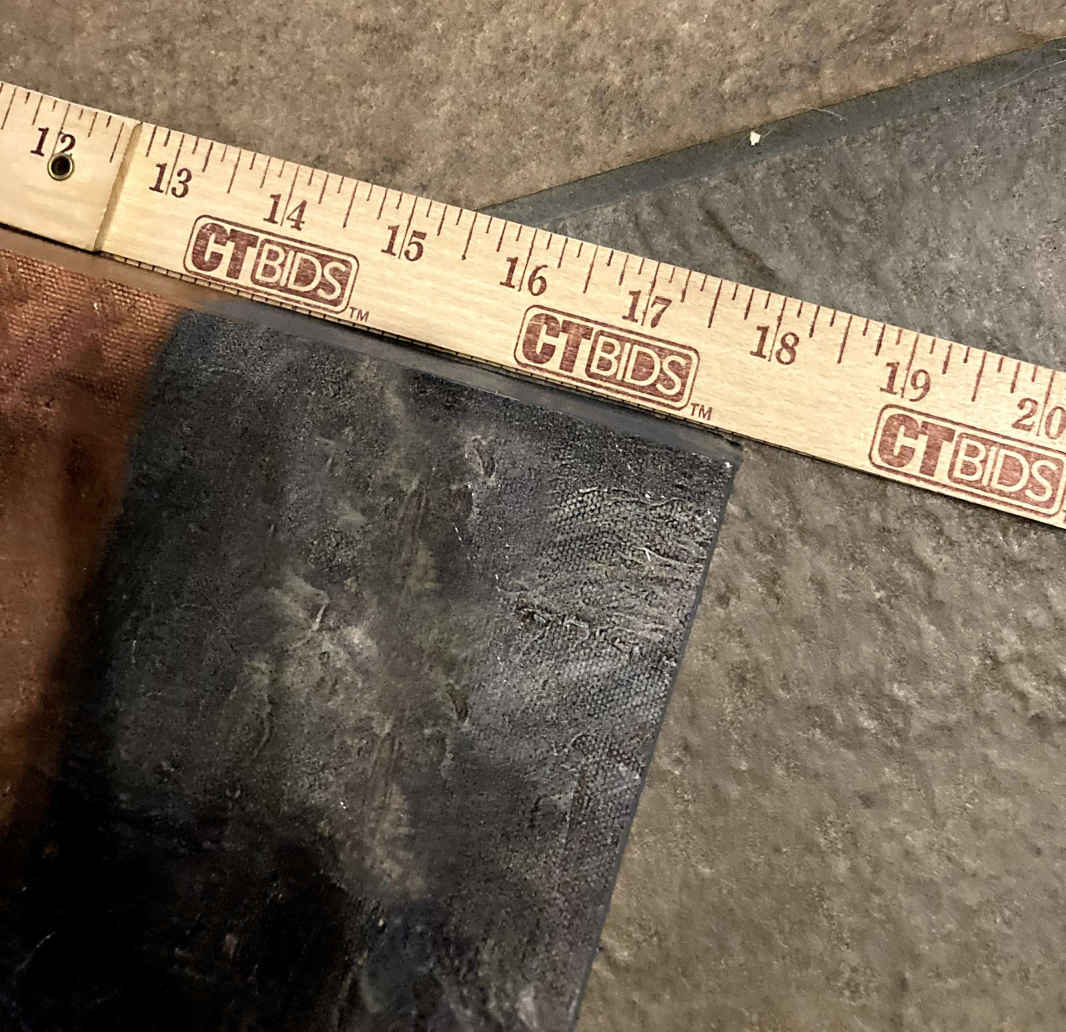 12 13 14 15 16 17 18 19 20
CTBIDS™
CTBIDS™
CTBIDS